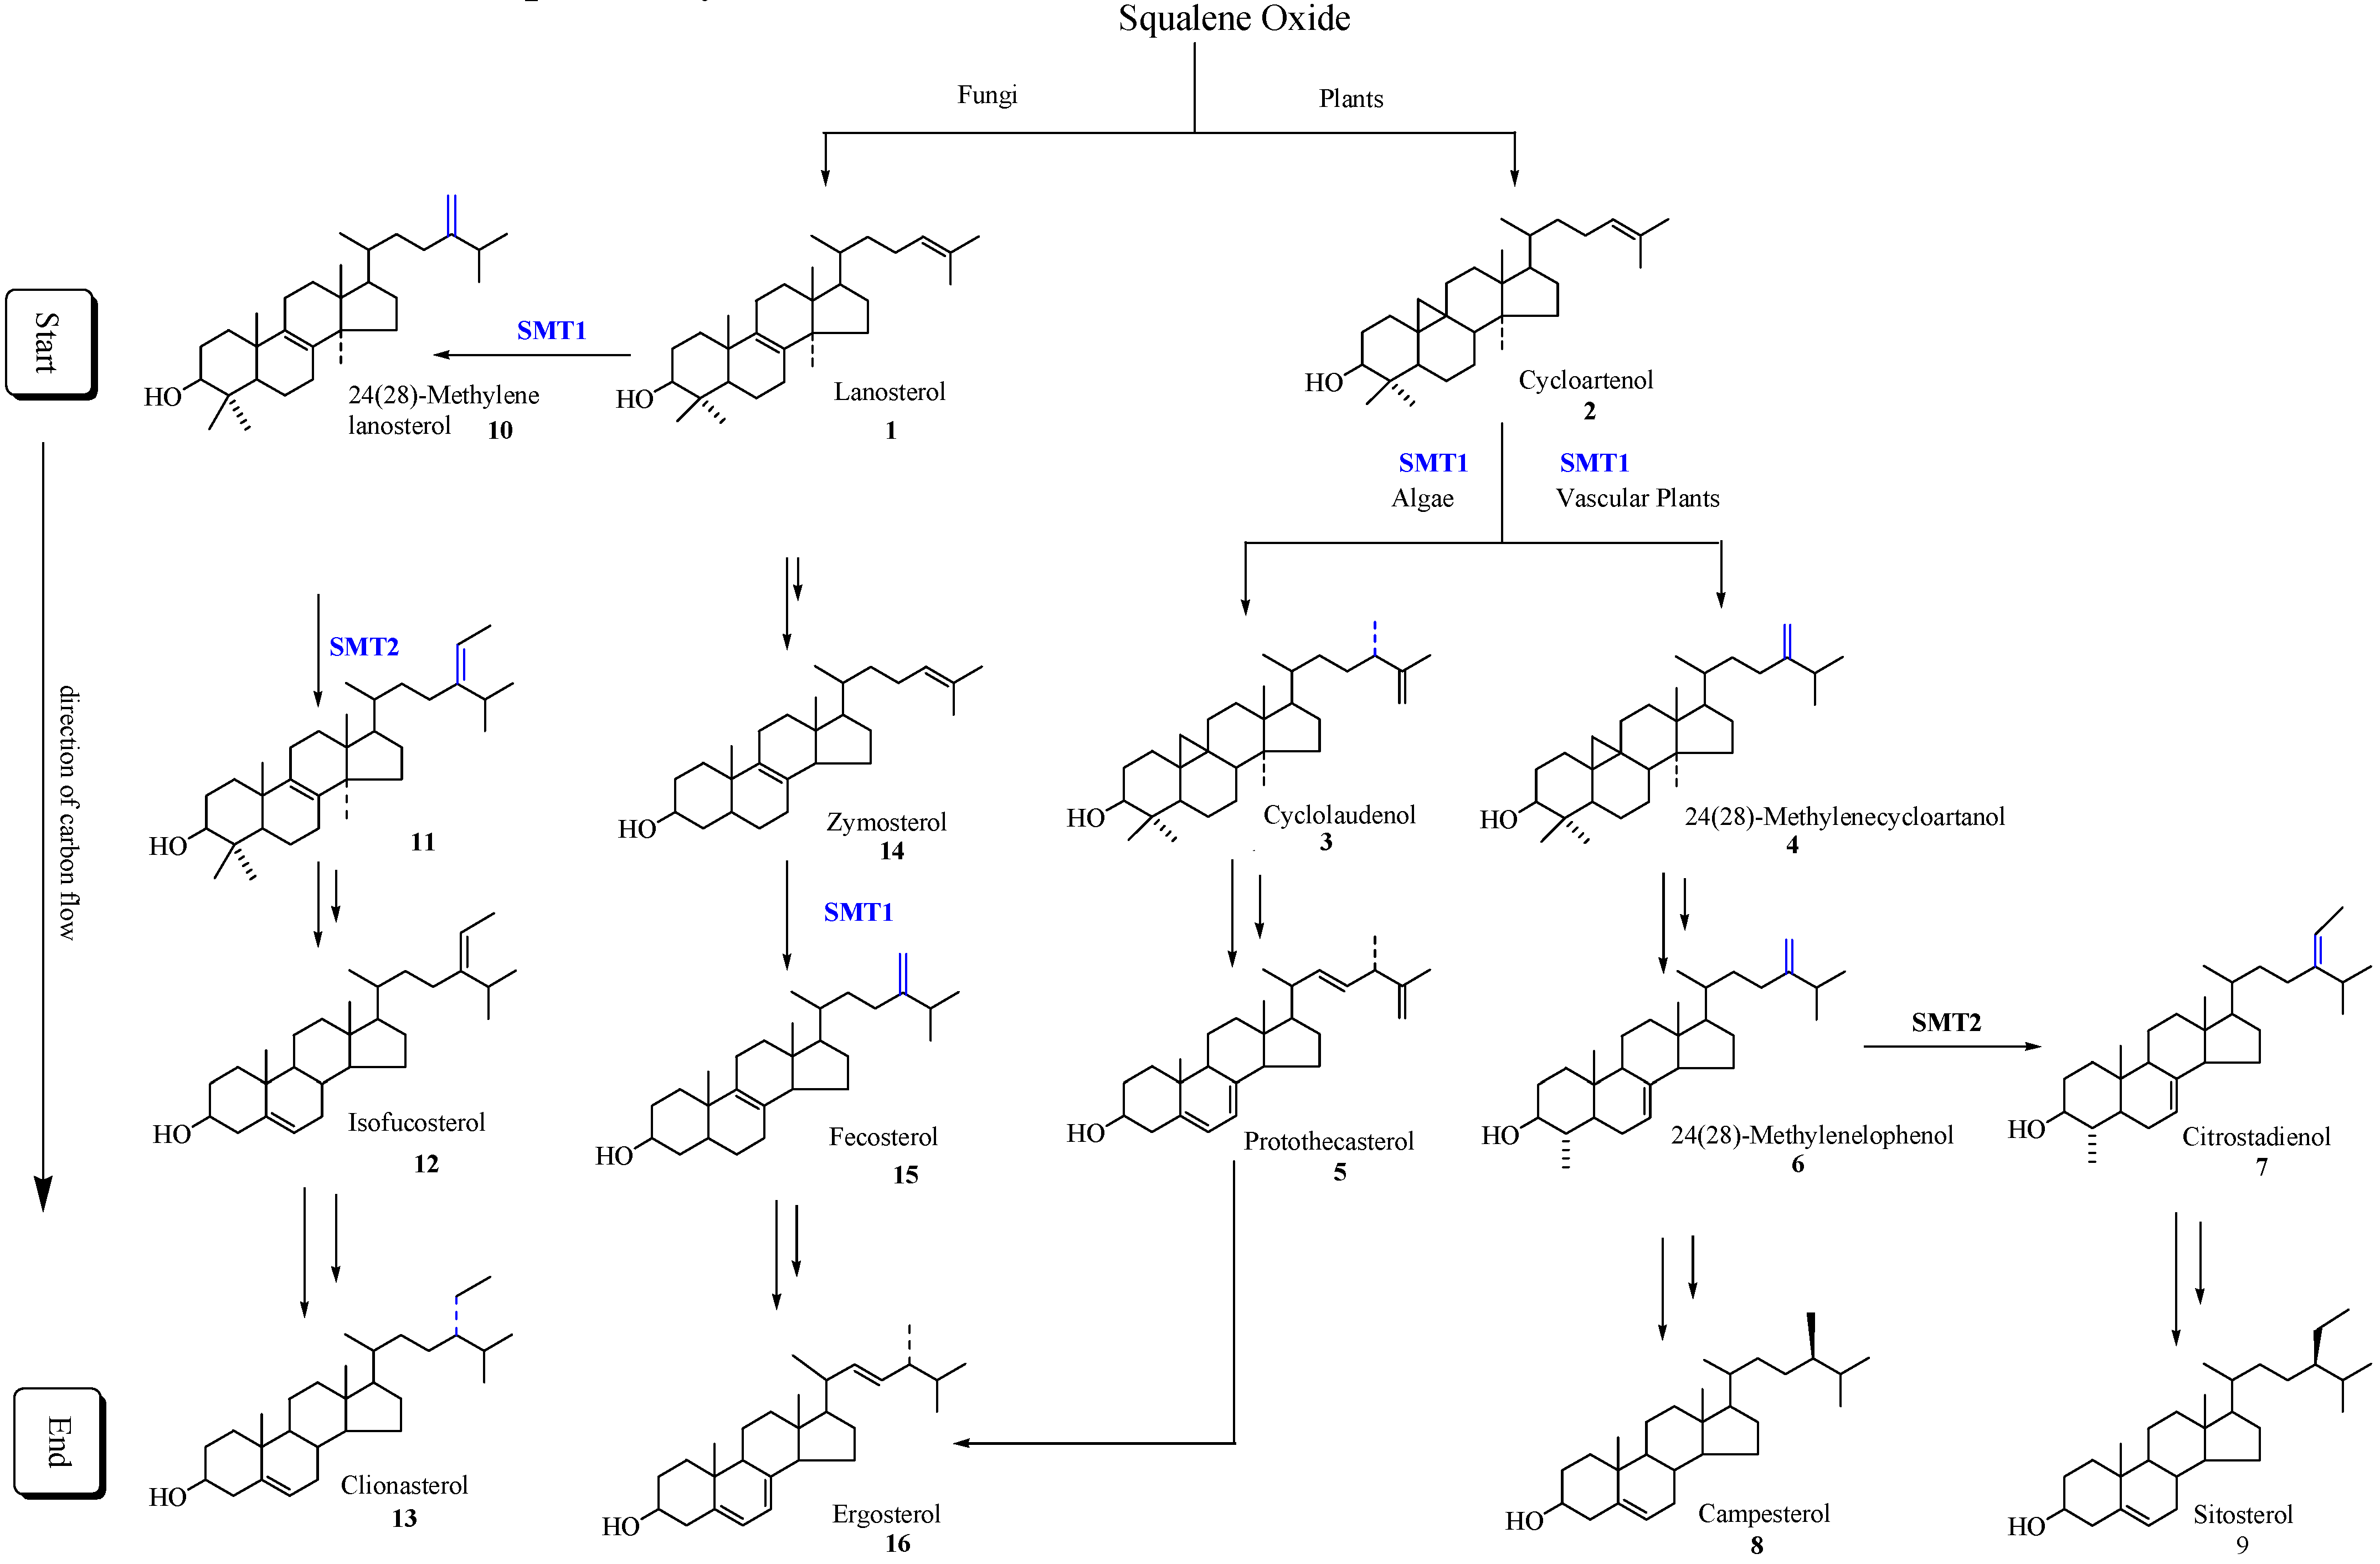 Squalene Oxide
Fungi
Plants
Start
HO
24(28)-Methylene
lanosterol 10
SMT1
HO
Lanosterol
1
HO
Cycloartenol
2
SMT1
Algae
SMT1
Vascular Plants
direction of carbon flow
SMT2
HO
11
HO
Zymosterol
14
HO
Cyclolaudenol
3
HO
24(28)-Methylenecycloartanol
4
SMT1
HO
Isofucosterol
12
HO
Fecosterol
15
HO
Protothecasterol
5
HO
24(28)-Methylenelophenol
6
SMT2
HO
Citrostadienol
7
End
HO
Clionasterol
13
HO
Ergosterol
16
HO
Campesterol
8
HO
Sitosterol
9